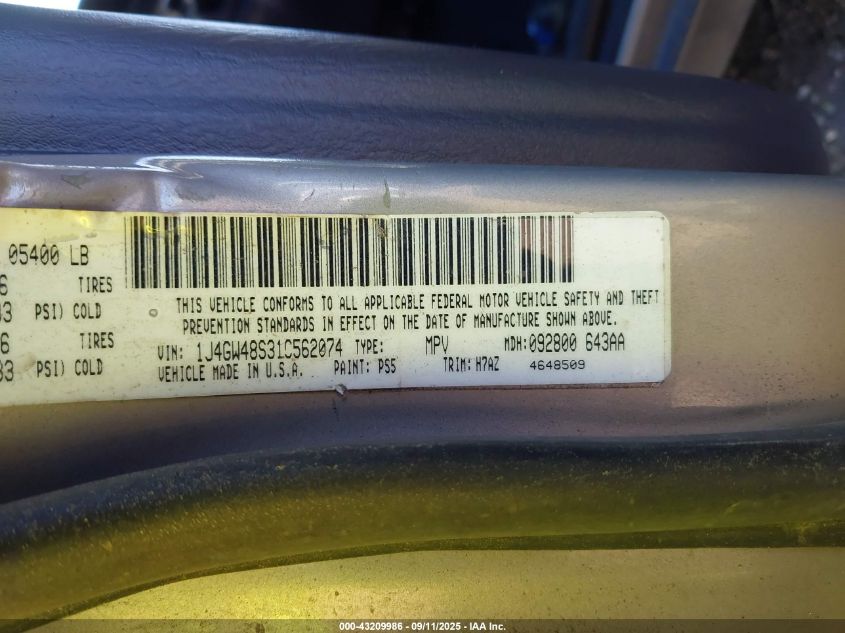 05400 LB
6 TIRES
33 PSI) COLD
6 TIRES
33 PSI) COLD
THIS VEHICLE CONFORMS TO ALL APPLICABLE FEDERAL MOTOR VEHICLE SAFETY AND THEFT
PREVENTION STANDARDS IN EFFECT ON THE DATE OF MANUFACTURE SHOWN ABOVE.
VIN: 1J4GW48S31C562074 TYPE: MPV MDH:092800 643AA
VEHICLE MADE IN U.S.A. PAINT: PS5 TRIM: H7AZ 4648509
000-43209986 - 09/11/2025 - IAA Inc.